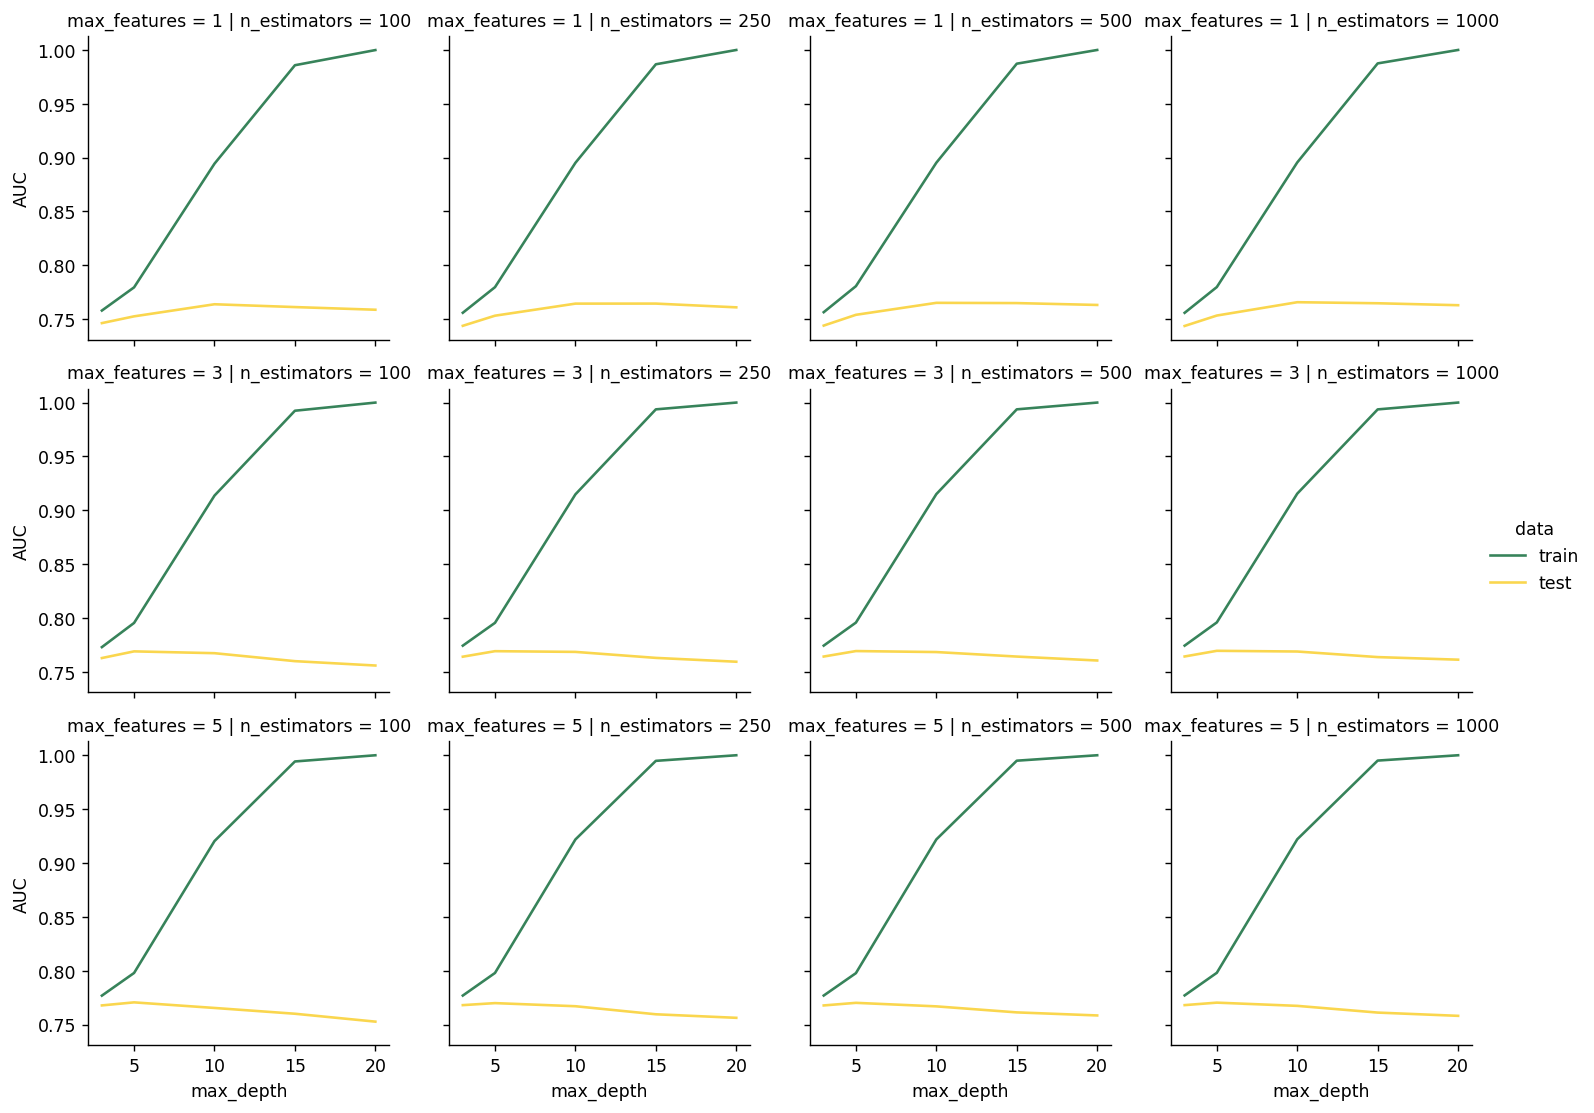 max_features = 1 | n_estimators = 100
max_features = 1 | n_estimators = 250
max_features = 1 | n_estimators = 500
max_features = 1 | n_estimators = 1000
1.00
0.95
0.90
0.85
0.80
0.75
AUC
max_features = 3 | n_estimators = 100
max_features = 3 | n_estimators = 250
max_features = 3 | n_estimators = 500
max_features = 3 | n_estimators = 1000
1.00
0.95
0.90
0.85
0.80
0.75
AUC
data
train
test
max_features = 5 | n_estimators = 100
max_features = 5 | n_estimators = 250
max_features = 5 | n_estimators = 500
max_features = 5 | n_estimators = 1000
1.00
0.95
0.90
0.85
0.80
0.75
AUC
5 10 15 20
5 10 15 20
5 10 15 20
5 10 15 20
max_depth
max_depth
max_depth
max_depth